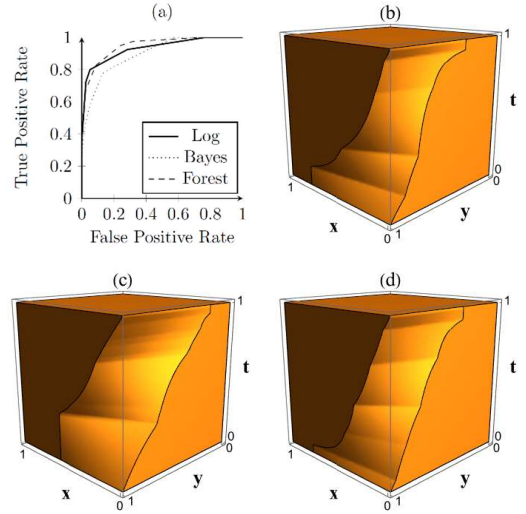 (a)
True Positive Rate
1
0.8
0.6
0.4
0.2
0
Log
Bayes
Forest
0 0.2 0.4 0.6 0.8 1
False Positive Rate
(b)
1
t
0
0
1
x
0 1
y
(c)
1
t
0
0
1
x
0 1
y
(d)
1
t
0
0
1
x
0 1
y